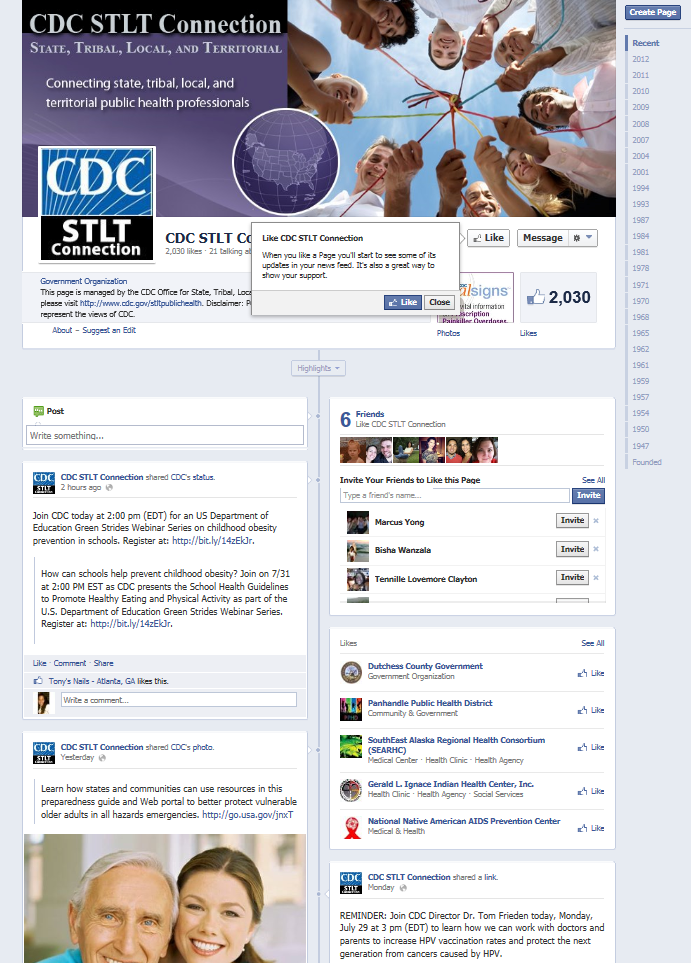 CDC STLT Connection
STATE, TRIBAL, LOCAL, AND TERRITORIAL
Connecting state, tribal, local, and
territorial public health professionals
CDC
STLT
Connection
CDC STLT Co
2,030 likes · 21 talking a
Like
Message
Like CDC STLT Connection
When you like a Page you'll start to see some of its
updates in your news feed. It's also a great way to
show your support.
Like
Close
Government Organization
This page is managed by the CDC Office for State, Tribal, Loca
please visit http://www.cdc.gov/stltpublichealth. Disclaimer: P
represent the views of CDC.
About – Suggest an Edit
signs
vital information
Painkiller Overdoses
Photos
2,030
Likes
Highlights
Post
Write something...
CDC STLT Connection shared CDC's status.
2 hours ago
Join CDC today at 2:00 pm (EDT) for an US Department of
Education Green Strides Webinar Series on childhood obesity
prevention in schools. Register at: http://bit.ly/14zEkJr.
How can schools help prevent childhood obesity? Join on 7/31
at 2:00 PM EST as CDC presents the School Health Guidelines
to Promote Healthy Eating and Physical Activity as part of the
U.S. Department of Education Green Strides Webinar Series.
Register at: http://bit.ly/14zEkJr.
Like · Comment · Share
Tony's Nails - Atlanta, GA likes this.
Write a comment...
CDC STLT Connection shared CDC's photo.
Yesterday
Learn how states and communities can use resources in this
preparedness guide and Web portal to better protect vulnerable
older adults in all hazards emergencies. http://go.usa.gov/jnxT
6 Friends
Like CDC STLT Connection
Invite Your Friends to Like this Page
See All
Type a friend's name...
Invite
Marcus Yong
Invite
Bisha Wanzala
Invite
Tennille Lovemore Clayton
Invite
Likes
See All
Dutchess County Government
Government Organization
Like
Panhandle Public Health District
Community & Government
Like
SouthEast Alaska Regional Health Consortium
(SEARHC)
Medical Center · Health Clinic · Health Agency
Like
Gerald L. Ignace Indian Health Center, Inc.
Health Clinic · Health Agency · Social Services
Like
National Native American AIDS Prevention Center
Medical & Health
Like
CDC STLT Connection shared a link.
Monday
REMINDER: Join CDC Director Dr. Tom Frieden today, Monday,
July 29 at 3 pm (EDT) to learn how we can work with doctors and
parents to increase HPV vaccination rates and protect the next
generation from cancers caused by HPV.
Create Page
Recent
2012
2011
2010
2009
2008
2007
2004
2001
1994
1993
1987
1984
1981
1978
1971
1970
1968
1965
1962
1961
1959
1957
1954
1950
1947
Founded